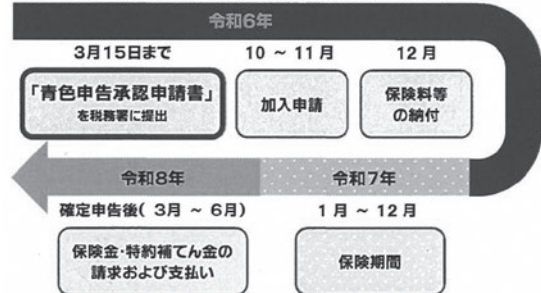 令和6年
3月15日まで
10 ～ 11月
12月
「青色申告承認申請書」
を税務署に提出
加入申請
保険料等
の納付
令和8年
令和7年
確定申告後( 3月 ～ 6月)
1月 ～ 12月
保険金･特約補てん金の
請求および支払い
保険期間